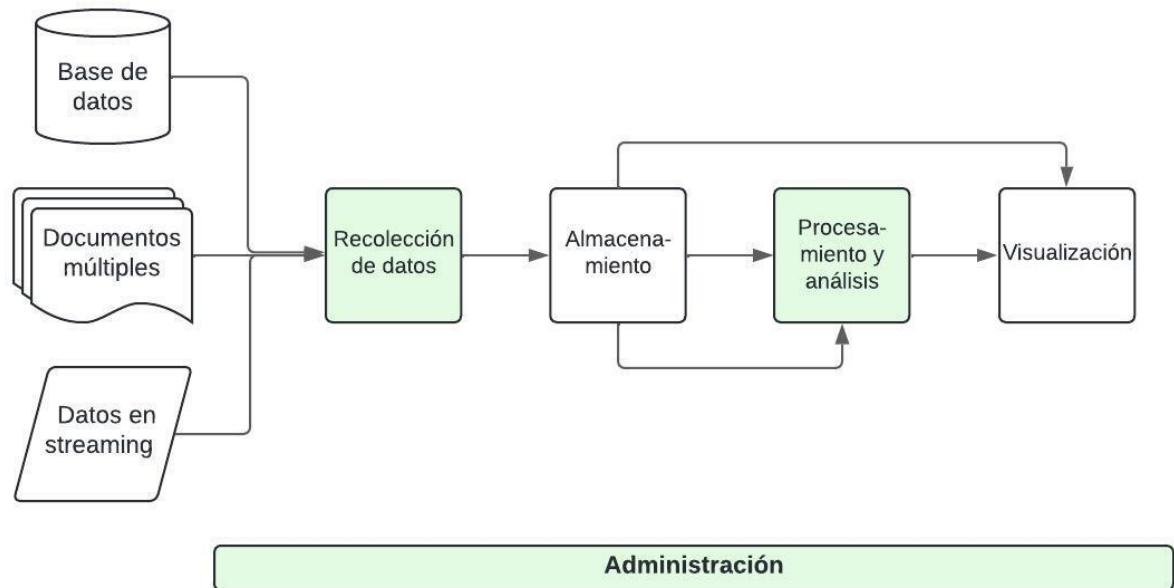 Base de
datos
Documentos
múltiples
Datos en
streaming
Recolección
de datos
Almacena-
miento
Procesa-
miento y
análisis
Visualización
Administración